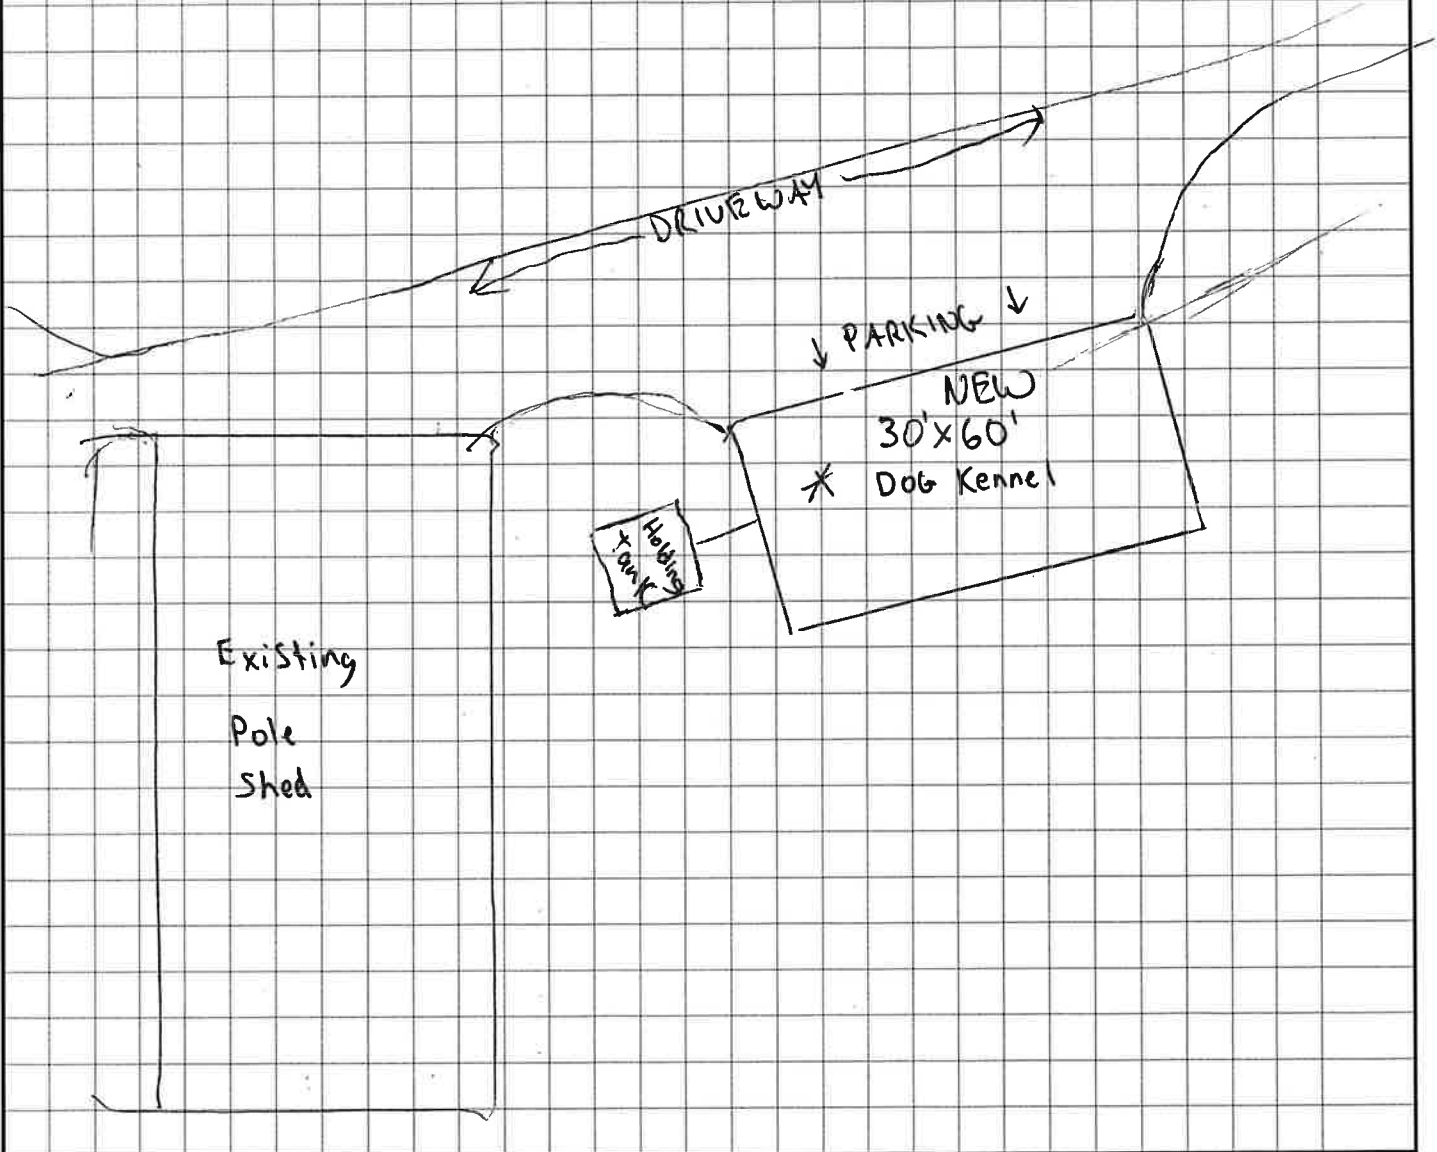 DRIVEWAY
PARKING
NEW
30'x60'
DOG Kennel
Holding
tank
Existing
Pole
Shed